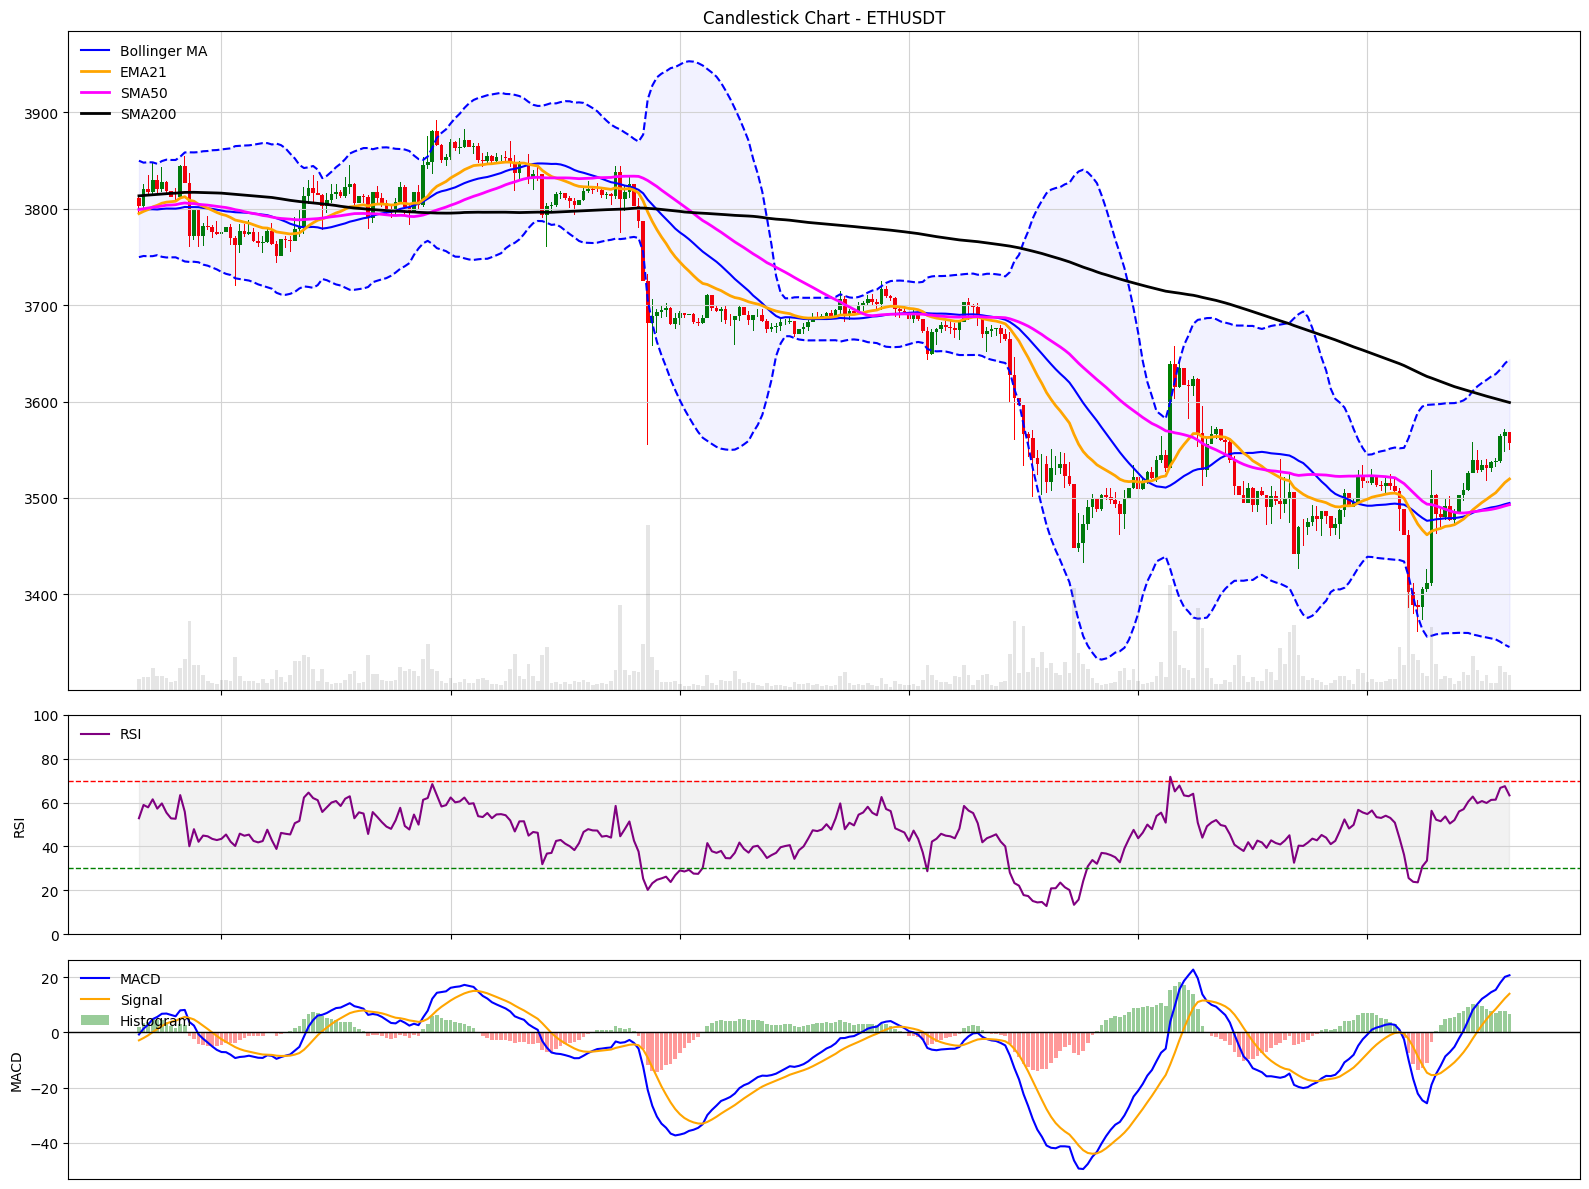 Candlestick Chart - ETHUSDT
Bollinger MA
EMA21
SMA50
SMA200
3900
3800
3700
3600
3500
3400
RSI
100
80
60
40
20
0
RSI
MACD
Signal
Histogram
20
0
−20
−40
MACD